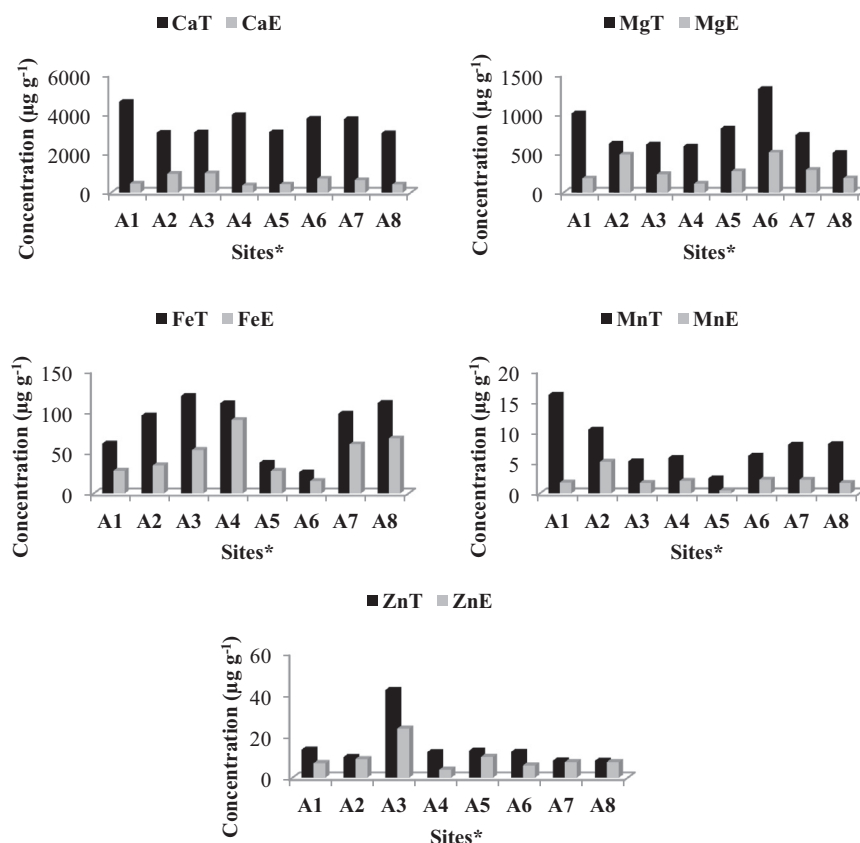 ■ CaT ■ CaE
Concentration (µg g⁻¹)
6000
4000
2000
0
A1 A2 A3 A4 A5 A6 A7 A8
Sites*
■ MgT ■ MgE
Concentration (µg g⁻¹)
1500
1000
500
0
A1 A2 A3 A4 A5 A6 A7 A8
Sites*
■ FeT ■ FeE
Concentration (µg g⁻¹)
150
100
50
0
A1 A2 A3 A4 A5 A6 A7 A8
Sites*
■ MnT ■ MnE
Concentration (µg g⁻¹)
20
15
10
5
0
A1 A2 A3 A4 A5 A6 A7 A8
Sites*
■ ZnT ■ ZnE
Concentration (µg g⁻¹)
60
40
20
0
A1 A2 A3 A4 A5 A6 A7 A8
Sites*